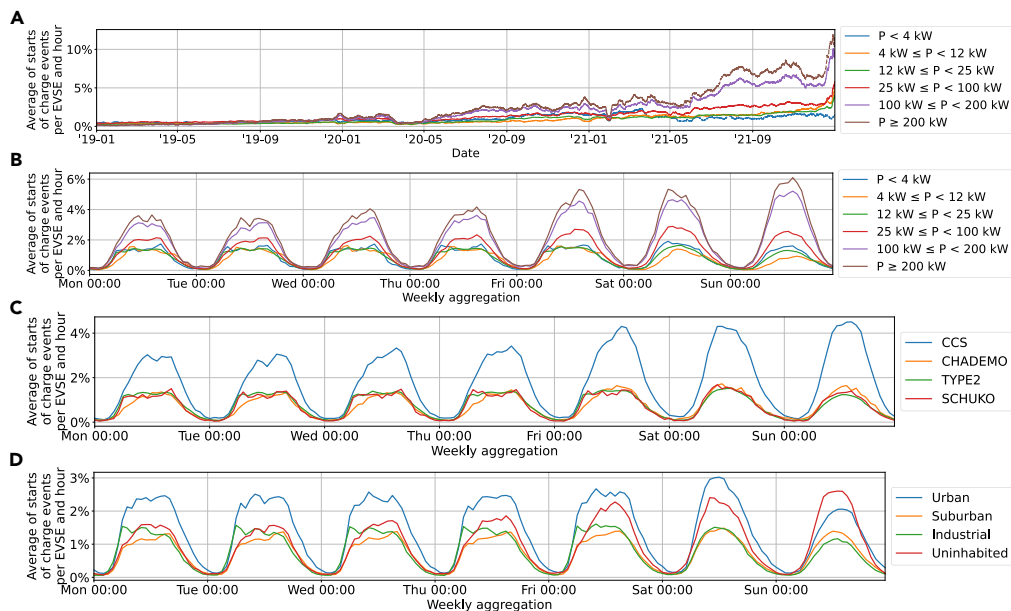 A
Average of starts
of charge events
per EVSE and hour
10%
5%
0%
'19-01
'19-05
'19-09
'20-01
'20-05
'20-09
'21-01
'21-05
'21-09
Date
P < 4 kW
4 kW ≤ P < 12 kW
12 kW ≤ P < 25 kW
25 kW ≤ P < 100 kW
100 kW ≤ P < 200 kW
P ≥ 200 kW
B
Average of starts
of charge events
per EVSE and hour
6%
4%
2%
0%
Mon 00:00
Tue 00:00
Wed 00:00
Thu 00:00
Fri 00:00
Sat 00:00
Sun 00:00
Weekly aggregation
P < 4 kW
4 kW ≤ P < 12 kW
12 kW ≤ P < 25 kW
25 kW ≤ P < 100 kW
100 kW ≤ P < 200 kW
P ≥ 200 kW
C
Average of starts
of charge events
per EVSE and hour
4%
2%
0%
Mon 00:00
Tue 00:00
Wed 00:00
Thu 00:00
Fri 00:00
Sat 00:00
Sun 00:00
Weekly aggregation
CCS
CHADEMO
TYPE2
SCHUKO
D
Average of starts
of charge events
per EVSE and hour
3%
2%
1%
0%
Mon 00:00
Tue 00:00
Wed 00:00
Thu 00:00
Fri 00:00
Sat 00:00
Sun 00:00
Weekly aggregation
Urban
Suburban
Industrial
Uninhabited